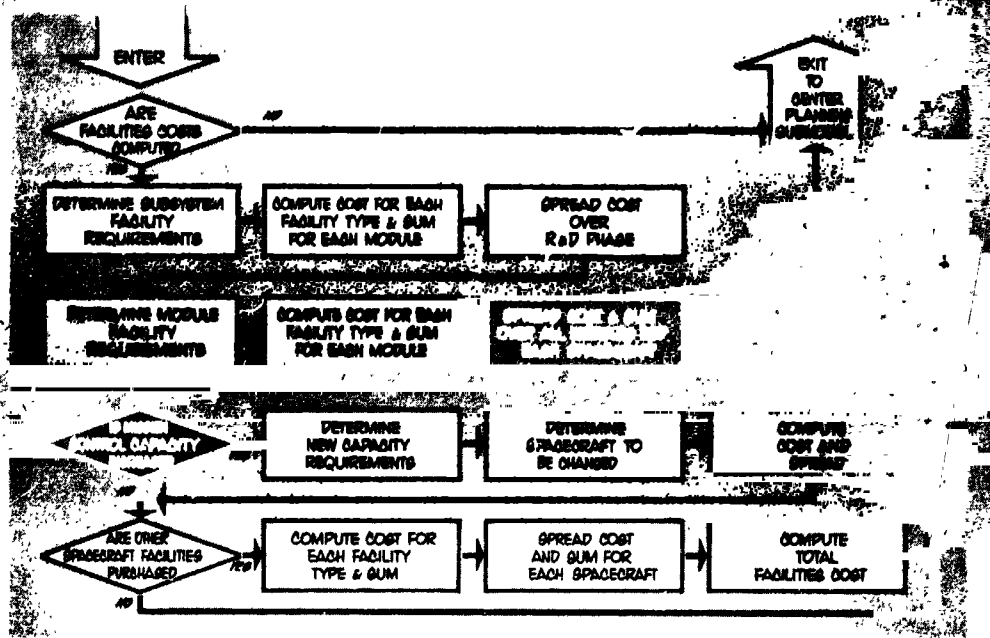 ENTER
EXIT
TO
CENTER
PLANNING
SUBMODEL
ARE
FACILITIES COSTS
COMPUTED
NO
YES
DETERMINE SUBSYSTEM
FACILITY
REQUIREMENTS
COMPUTE COST FOR EACH
FACILITY TYPE & SUM
FOR EACH MODULE
SPREAD COST
OVER
R&D PHASE
DETERMINE MODULE
FACILITY
REQUIREMENTS
COMPUTE COST FOR EACH
FACILITY TYPE & SUM
FOR EACH MODULE
CONTROL CAPACITY
NO
DETERMINE
NEW CAPACITY
REQUIREMENTS
DETERMINE
SPACECRAFT TO
BE CHANGED
COMPUTE
COST AND
SPREAD
ARE OTHER
SPACECRAFT FACILITIES
PURCHASED
YES
NO
COMPUTE COST FOR
EACH FACILITY
TYPE & SUM
SPREAD COST
AND SUM FOR
EACH SPACECRAFT
COMPUTE
TOTAL
FACILITIES COST